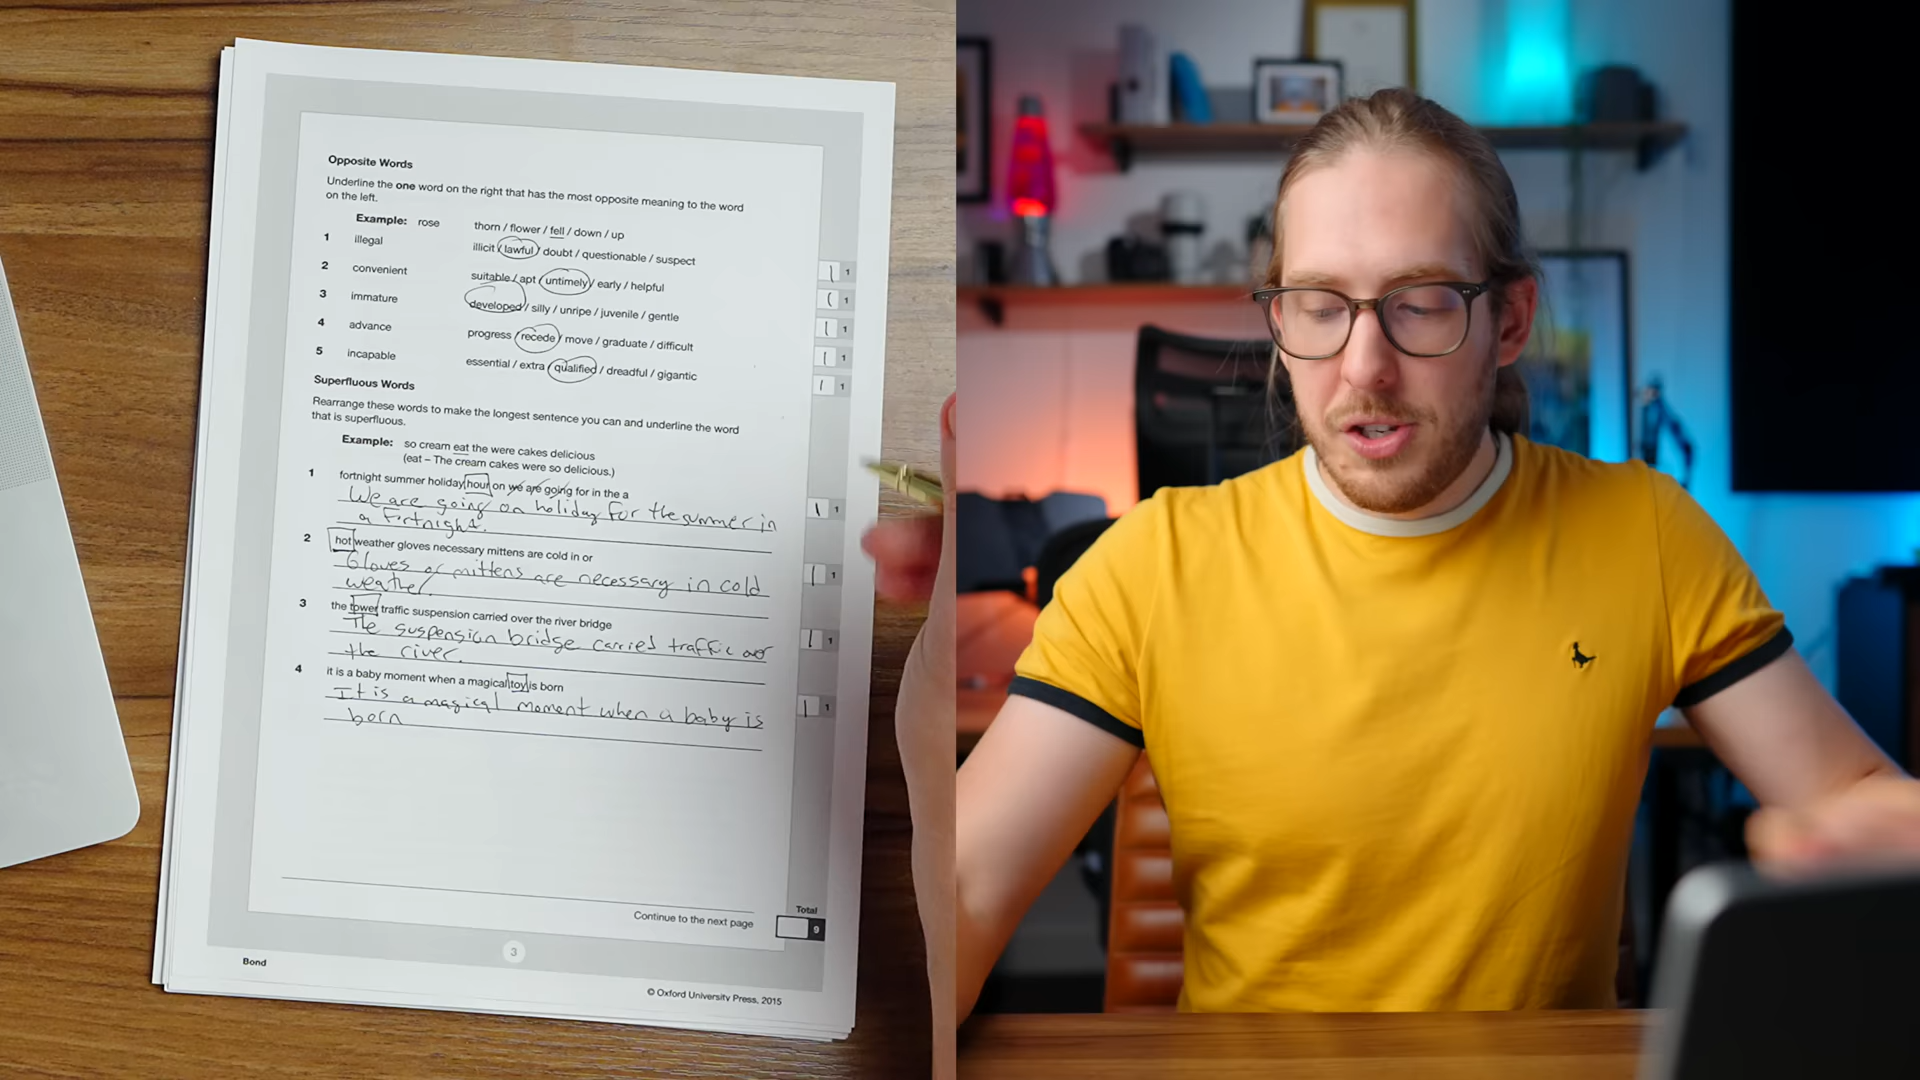 Opposite Words
Underline the one word on the right that has the most opposite meaning to the word
on the left.
Example: rose thorn / flower / fell / down / up
1 illegal illicit / lawful / doubt / questionable / suspect
1
2 convenient suitable / apt / untimely / early / helpful
1
3 immature developed / silly / unripe / juvenile / gentle
1
4 advance progress / recede / move / graduate / difficult
1
5 incapable essential / extra / qualified / dreadful / gigantic
1
Superfluous Words
Rearrange these words to make the longest sentence you can and underline the word
that is superfluous.
Example: so cream eat the were cakes delicious
(eat – The cream cakes were so delicious.)
1 fortnight summer holiday hour on we are going for in the a
We are going on holiday for the summer in
a fortnight.
1
2 hot weather gloves necessary mittens are cold in or
Gloves or mittens are necessary in cold
weather.
1
3 the tower traffic suspension carried over the river bridge
The suspension bridge carried traffic over
the river.
1
4 it is a baby moment when a magical toy is born
It is a magical moment when a baby is
born
1
Total
9
Continue to the next page
3
Bond
© Oxford University Press, 2015